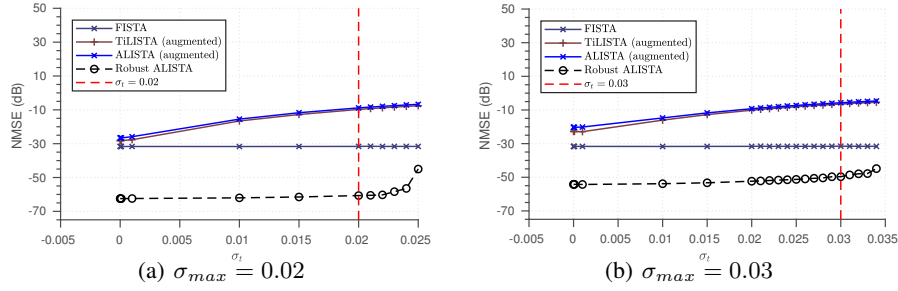 50
30
10
-10
-30
-50
-70
NMSE (dB)
FISTA
TiLISTA (augmented)
ALISTA (augmented)
Robust ALISTA
σt = 0.02
-0.005 0 0.005 0.01 0.015 0.02 0.025
σt
(a) σmax = 0.02
50
30
10
-10
-30
-50
-70
NMSE (dB)
FISTA
TiLISTA (augmented)
ALISTA (augmented)
Robust ALISTA
σt = 0.03
-0.005 0 0.005 0.01 0.015 0.02 0.025 0.03 0.035
σt
(b) σmax = 0.03